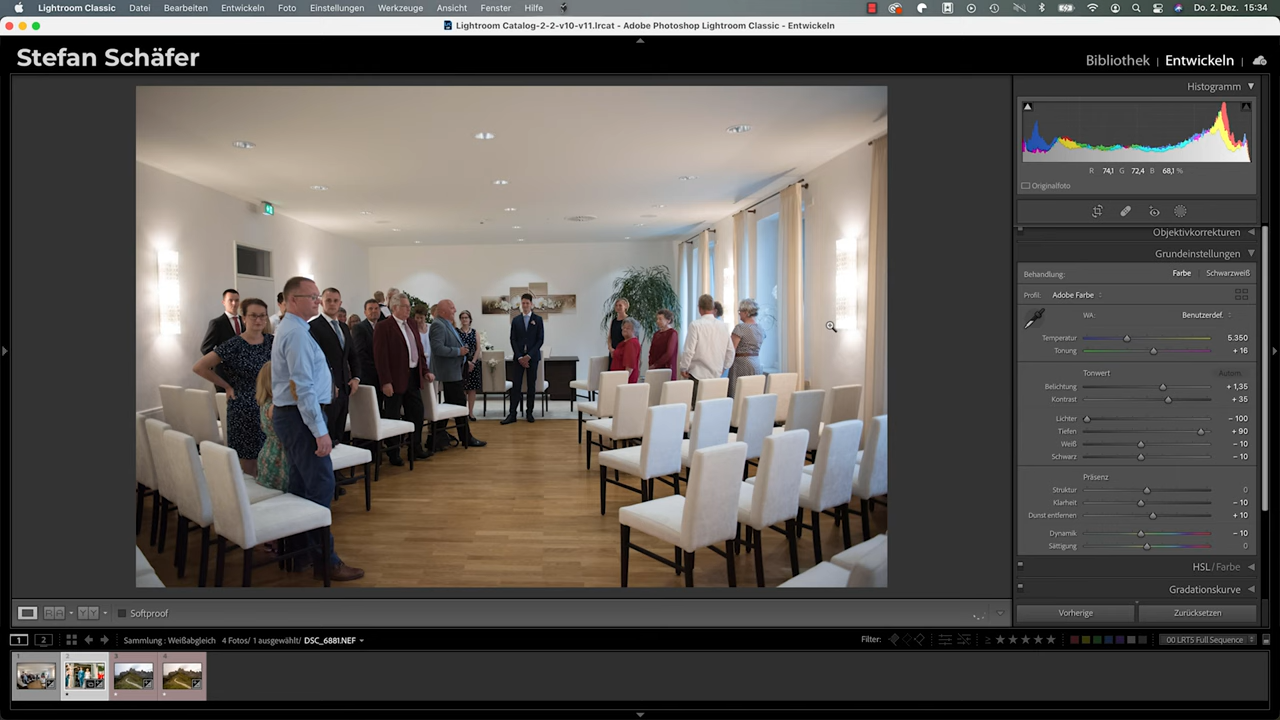 Lightroom Classic Datei Bearbeiten Entwickeln Foto Einstellungen Werkzeuge Ansicht Fenster Hilfe Do. 2. Dez. 15:34
Lightroom Catalog-2-2-v10-v11.lrcat - Adobe Photoshop Lightroom Classic - Entwickeln
Stefan Schäfer
Bibliothek | Entwickeln |
Histogramm
R 74,1 G 72,4 B 68,1 %
Originalfoto
Objektivkorrekturen
Grundeinstellungen
Behandlung: Farbe Schwarzweiß
Profil: Adobe Farbe
WA: Benutzerdef.
Temperatur 5.350
Tonung + 16
Tonwert Autom.
Belichtung + 1,35
Kontrast + 35
Lichter − 100
Tiefen + 90
Weiß − 10
Schwarz − 10
Präsenz
Struktur 0
Klarheit − 10
Dunst entfernen + 10
Dynamik − 10
Sättigung 0
HSL / Farbe
Gradationskurve
Vorherige Zurücksetzen
R A Y Y Softproof
1 2 Sammlung : Weißabgleich 4 Fotos/ 1 ausgewählt/ DSC_6881.NEF Filter: ≥ 00 LRTS Full Sequence
1 2 3 4